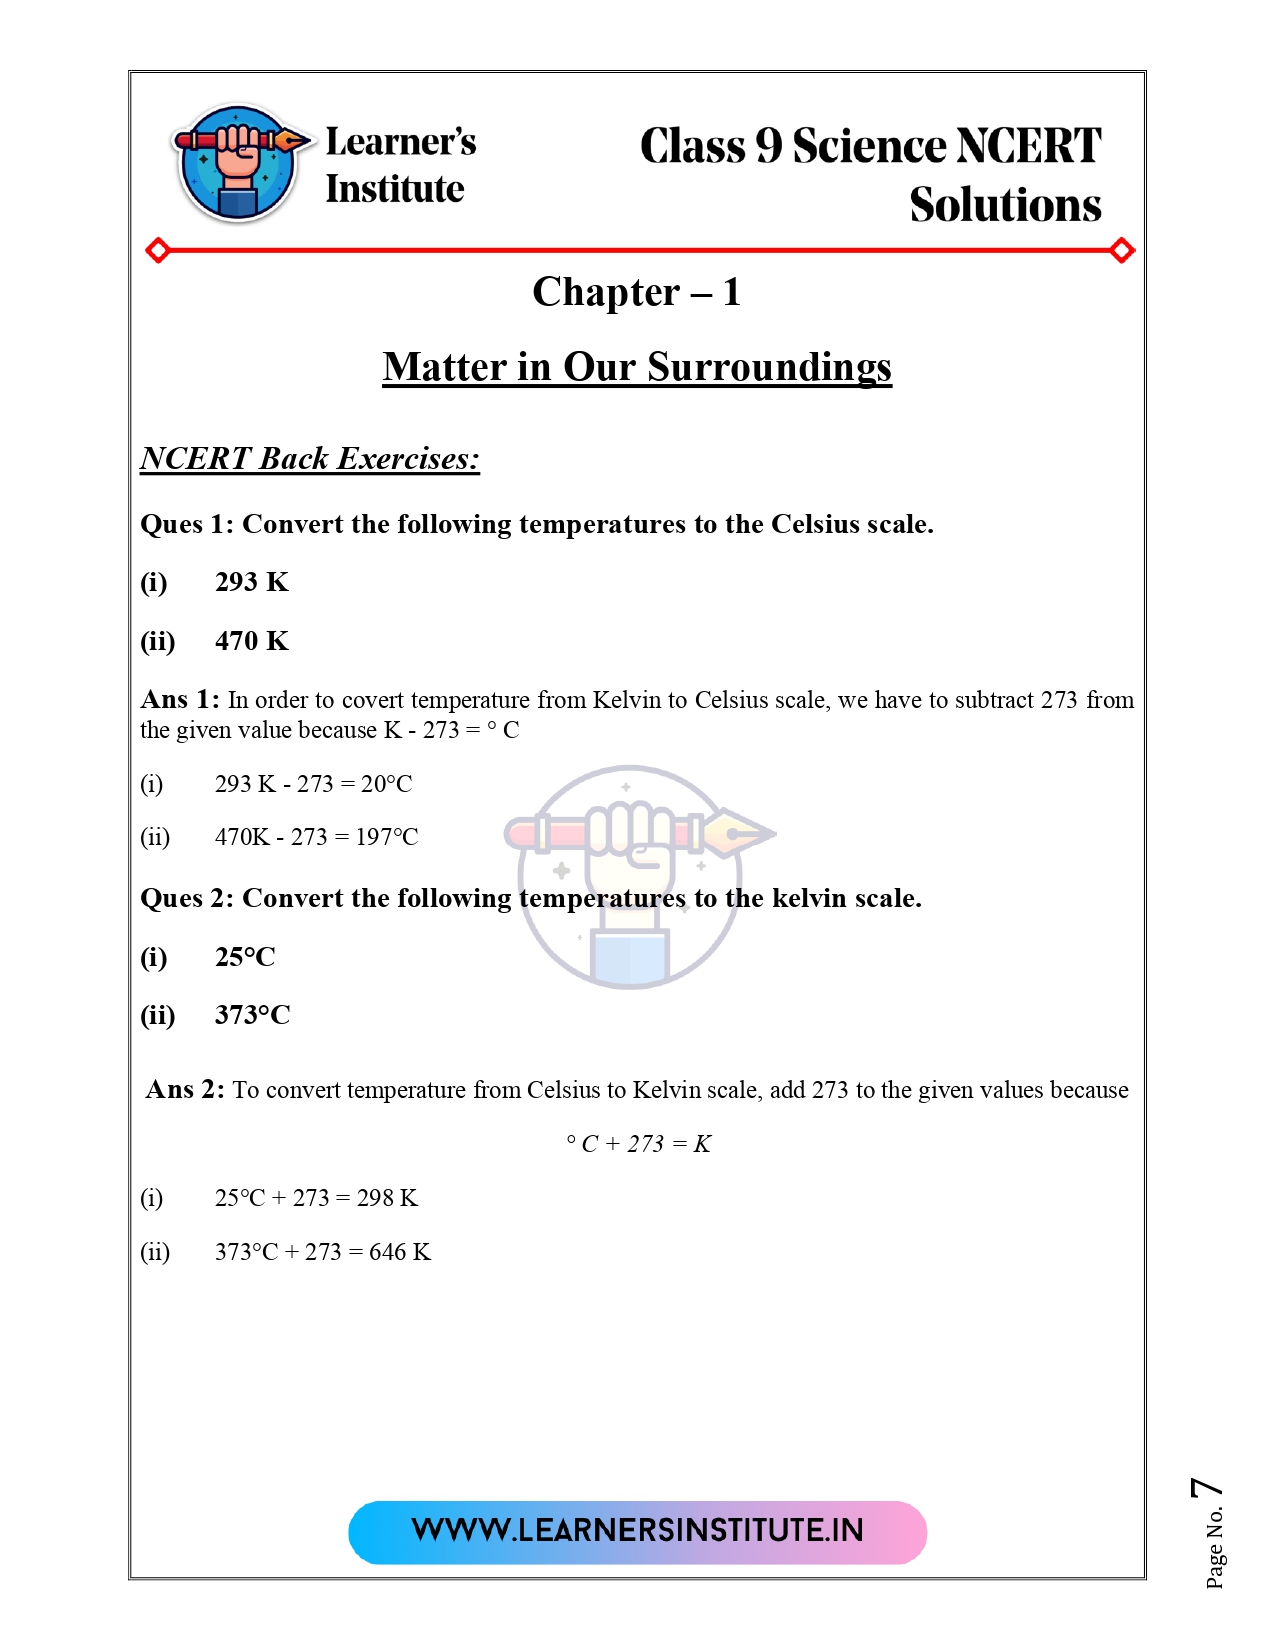 Learner's
Institute
Class 9 Science NCERT
Solutions
Chapter – 1
Matter in Our Surroundings
NCERT Back Exercises:
Ques 1: Convert the following temperatures to the Celsius scale.
(i) 293 K
(ii) 470 K
Ans 1: In order to covert temperature from Kelvin to Celsius scale, we have to subtract 273 from
the given value because K - 273 = ° C
(i) 293 K - 273 = 20°C
(ii) 470K - 273 = 197°C
Ques 2: Convert the following temperatures to the kelvin scale.
(i) 25°C
(ii) 373°C
Ans 2: To convert temperature from Celsius to Kelvin scale, add 273 to the given values because
° C + 273 = K
(i) 25°C + 273 = 298 K
(ii) 373°C + 273 = 646 K
WWW.LEARNERSINSTITUTE.IN
Page No. 7